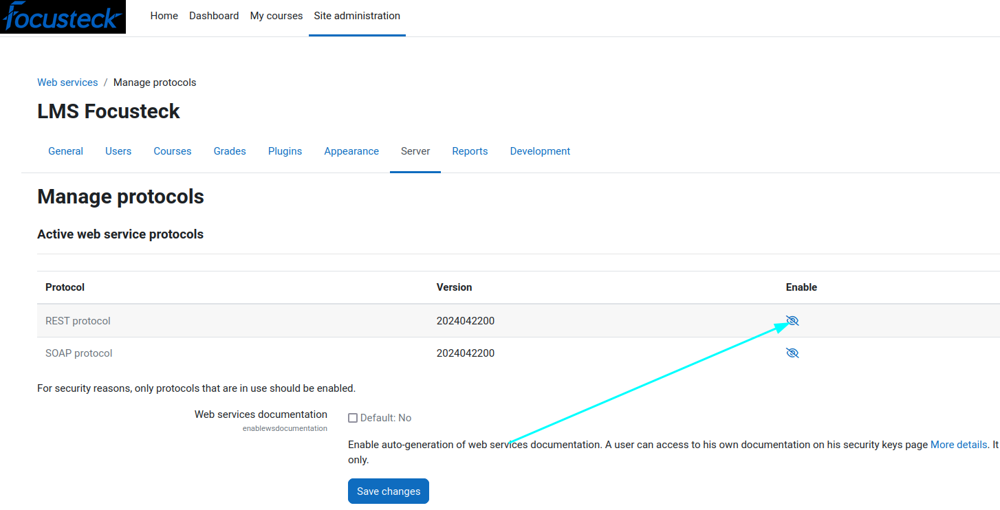 Focusteck
Home Dashboard My courses Site administration
Web services / Manage protocols
LMS Focusteck
General Users Courses Grades Plugins Appearance Server Reports Development
Manage protocols
Active web service protocols
Protocol Version Enable
REST protocol 2024042200
SOAP protocol 2024042200
For security reasons, only protocols that are in use should be enabled.
Web services documentation
enablewsdocumentation
Default: No
Enable auto-generation of web services documentation. A user can access to his own documentation on his security keys page More details. It
only.
Save changes